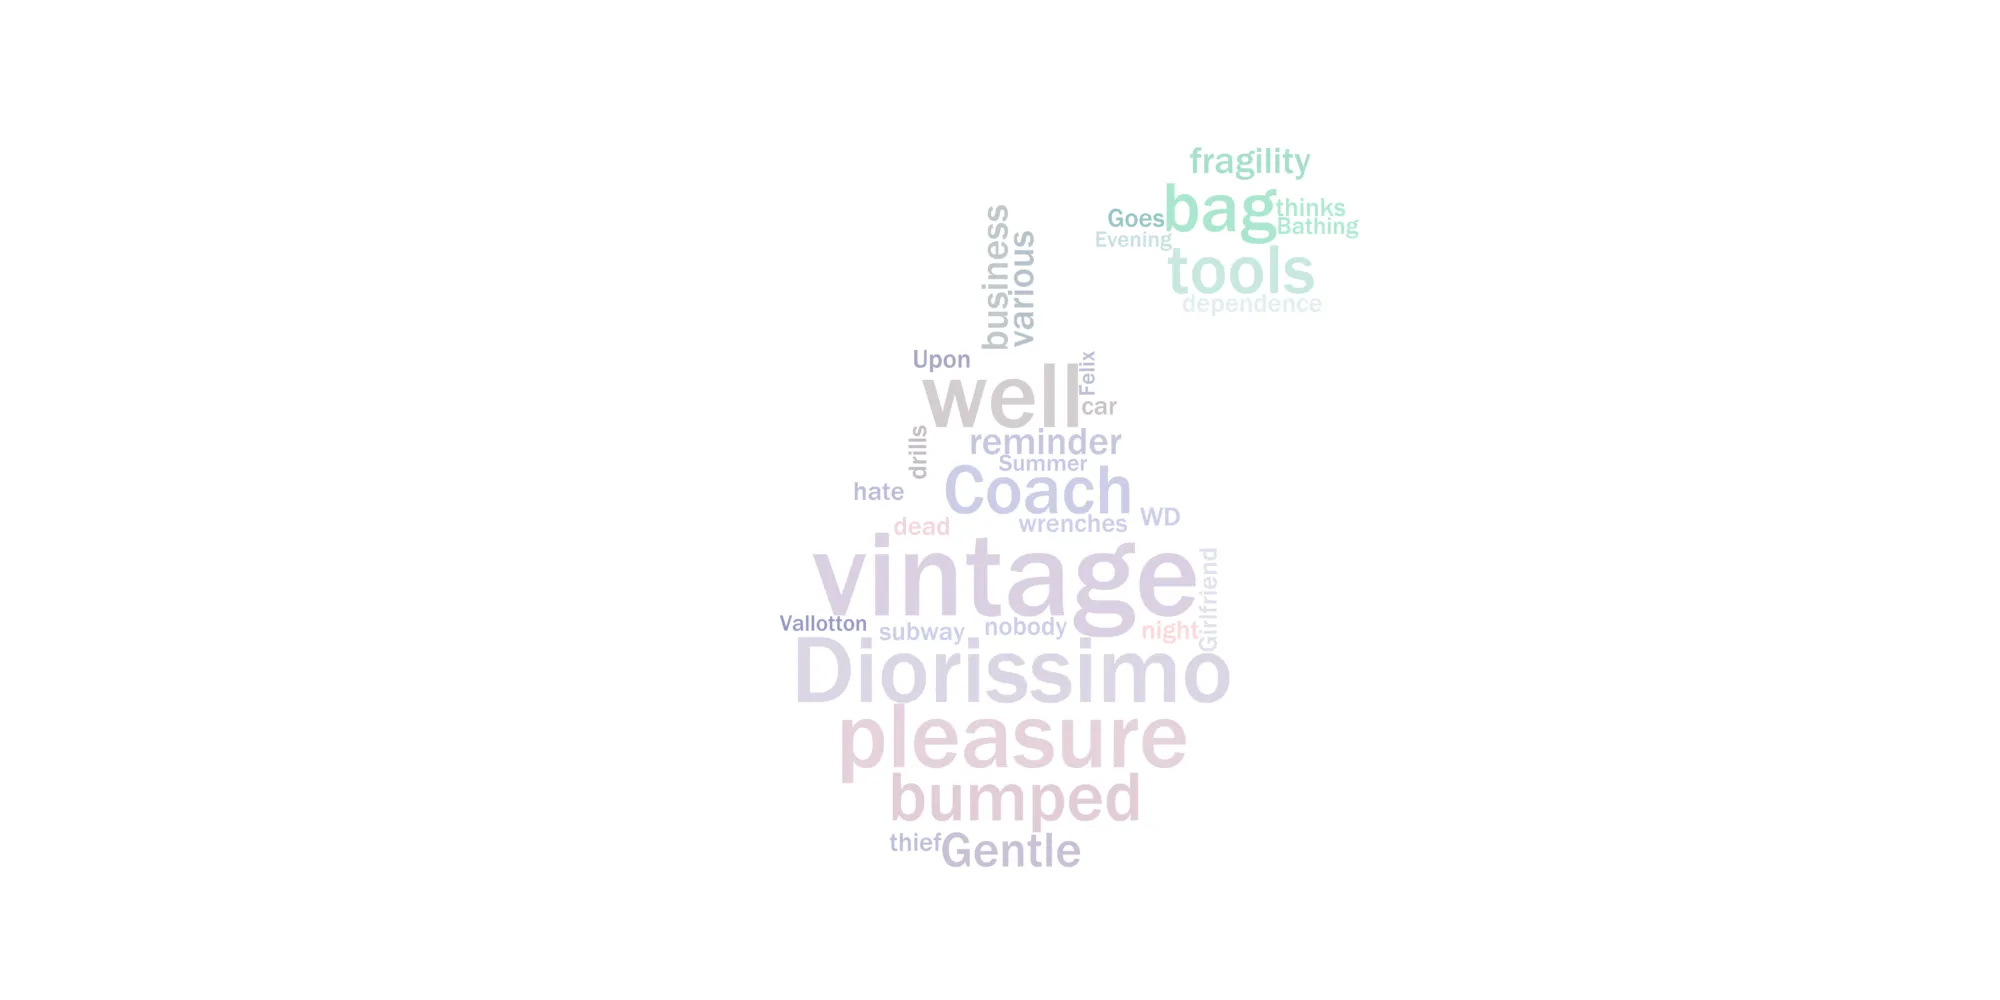 fragility
bag
thinks
Goes
Bathing
Evening
tools
dependence
business
various
Upon
well
Felix
car
reminder
drills
Summer
Coach
hate
wrenches
WD
dead
vintage
Girlfriend
Vallotton
subway
nobody
night
Diorissimo
pleasure
bumped
thief
Gentle